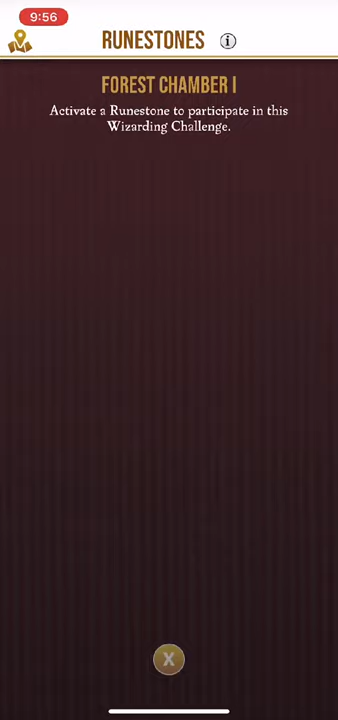 9:56
RUNESTONES i
FOREST CHAMBER I
Activate a Runestone to participate in this
Wizarding Challenge.
X